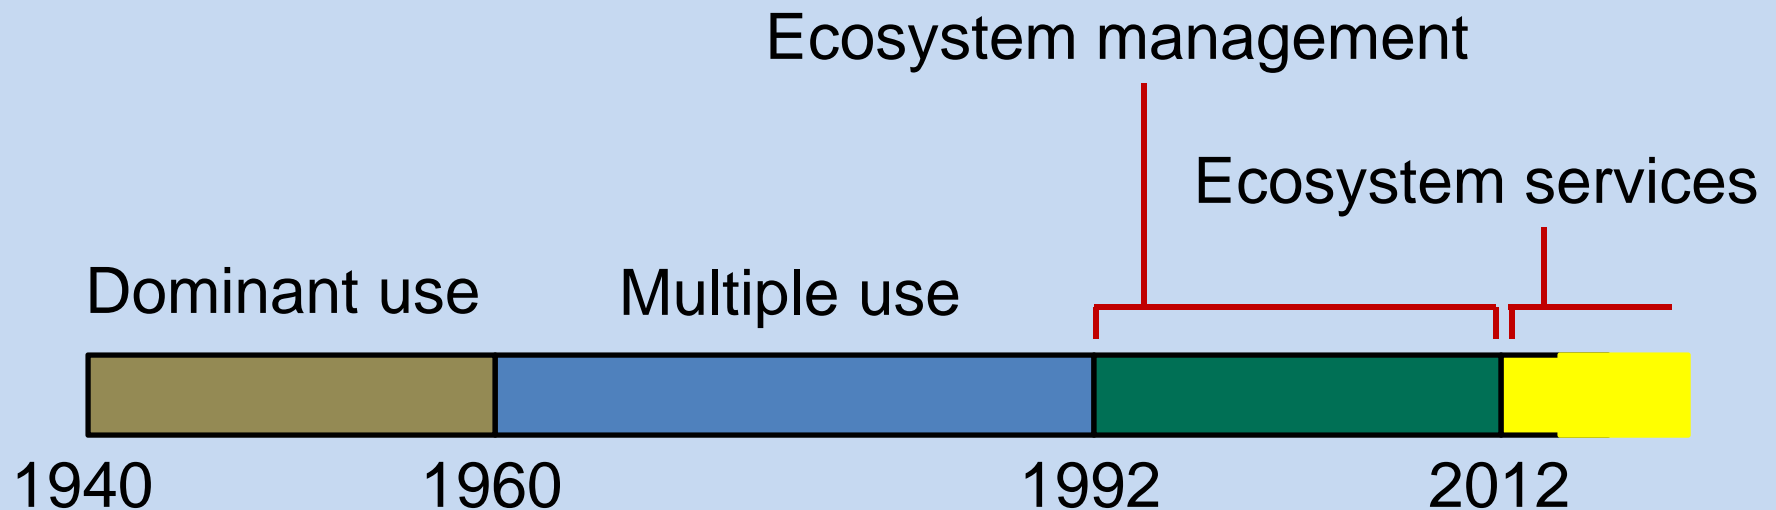 Ecosystem management
Ecosystem services
Dominant use
Multiple use
1940
1960
1992
2012